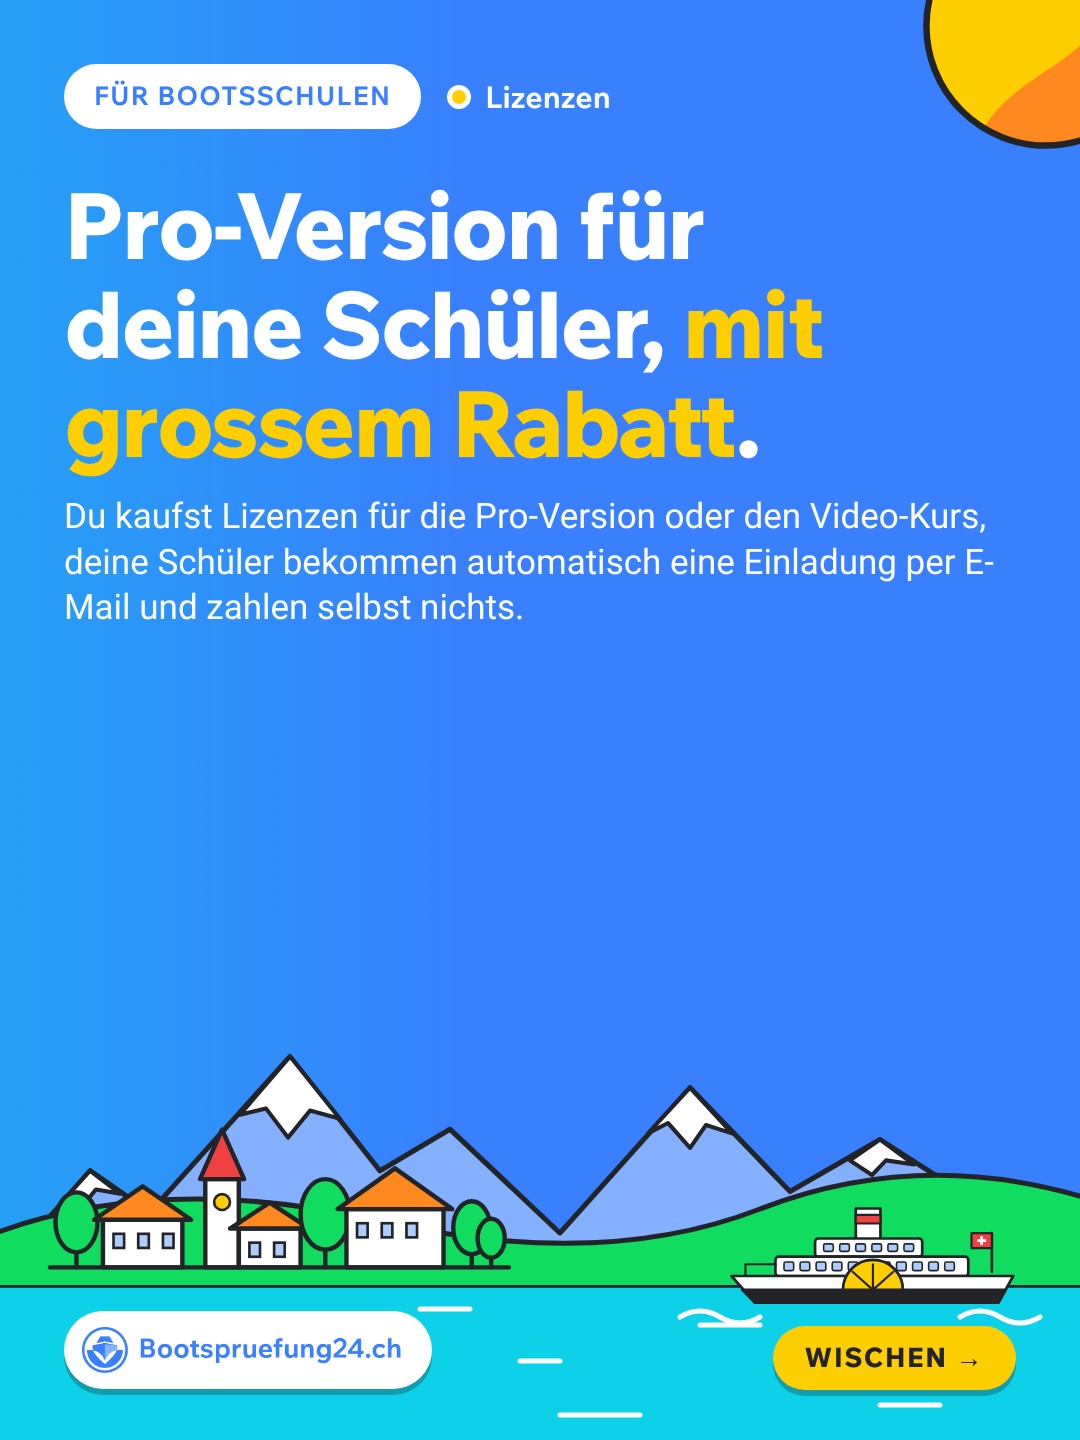 FÜR BOOTSSCHULEN
Lizenzen
Pro-Version für
deine Schüler, mit
grossem Rabatt.
Du kaufst Lizenzen für die Pro-Version oder den Video-Kurs,
deine Schüler bekommen automatisch eine Einladung per E-
Mail und zahlen selbst nichts.
Bootspruefung24.ch
WISCHEN →